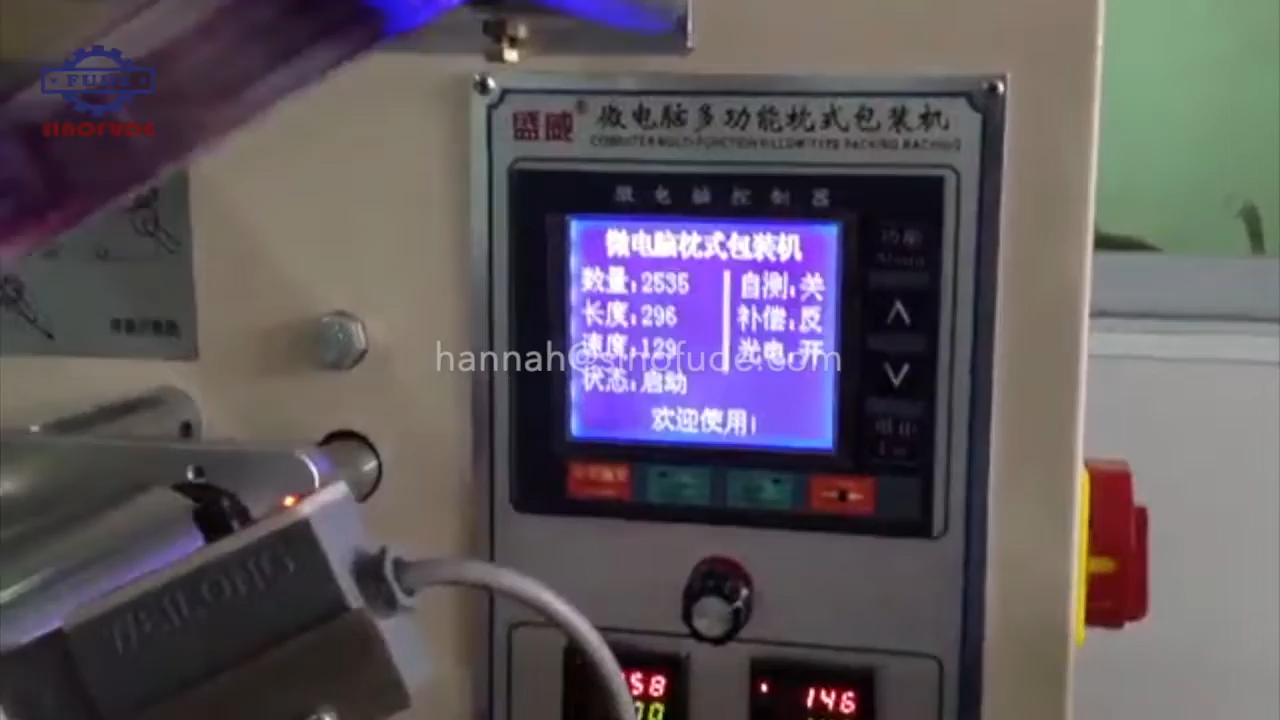 FUDE
SINOFUDE
盛威® 微电脑多功能枕式包装机
COMPUTER MULTI-FUNCTION PILLOW TYPE PACKING MACHINE
微电脑控制器
微电脑枕式包装机
数量:2535 自测:关
长度:296 补偿:反
速度:129 光电:开
状态:启动
欢迎使用!
功能
hannah@sinofude.com
58
146